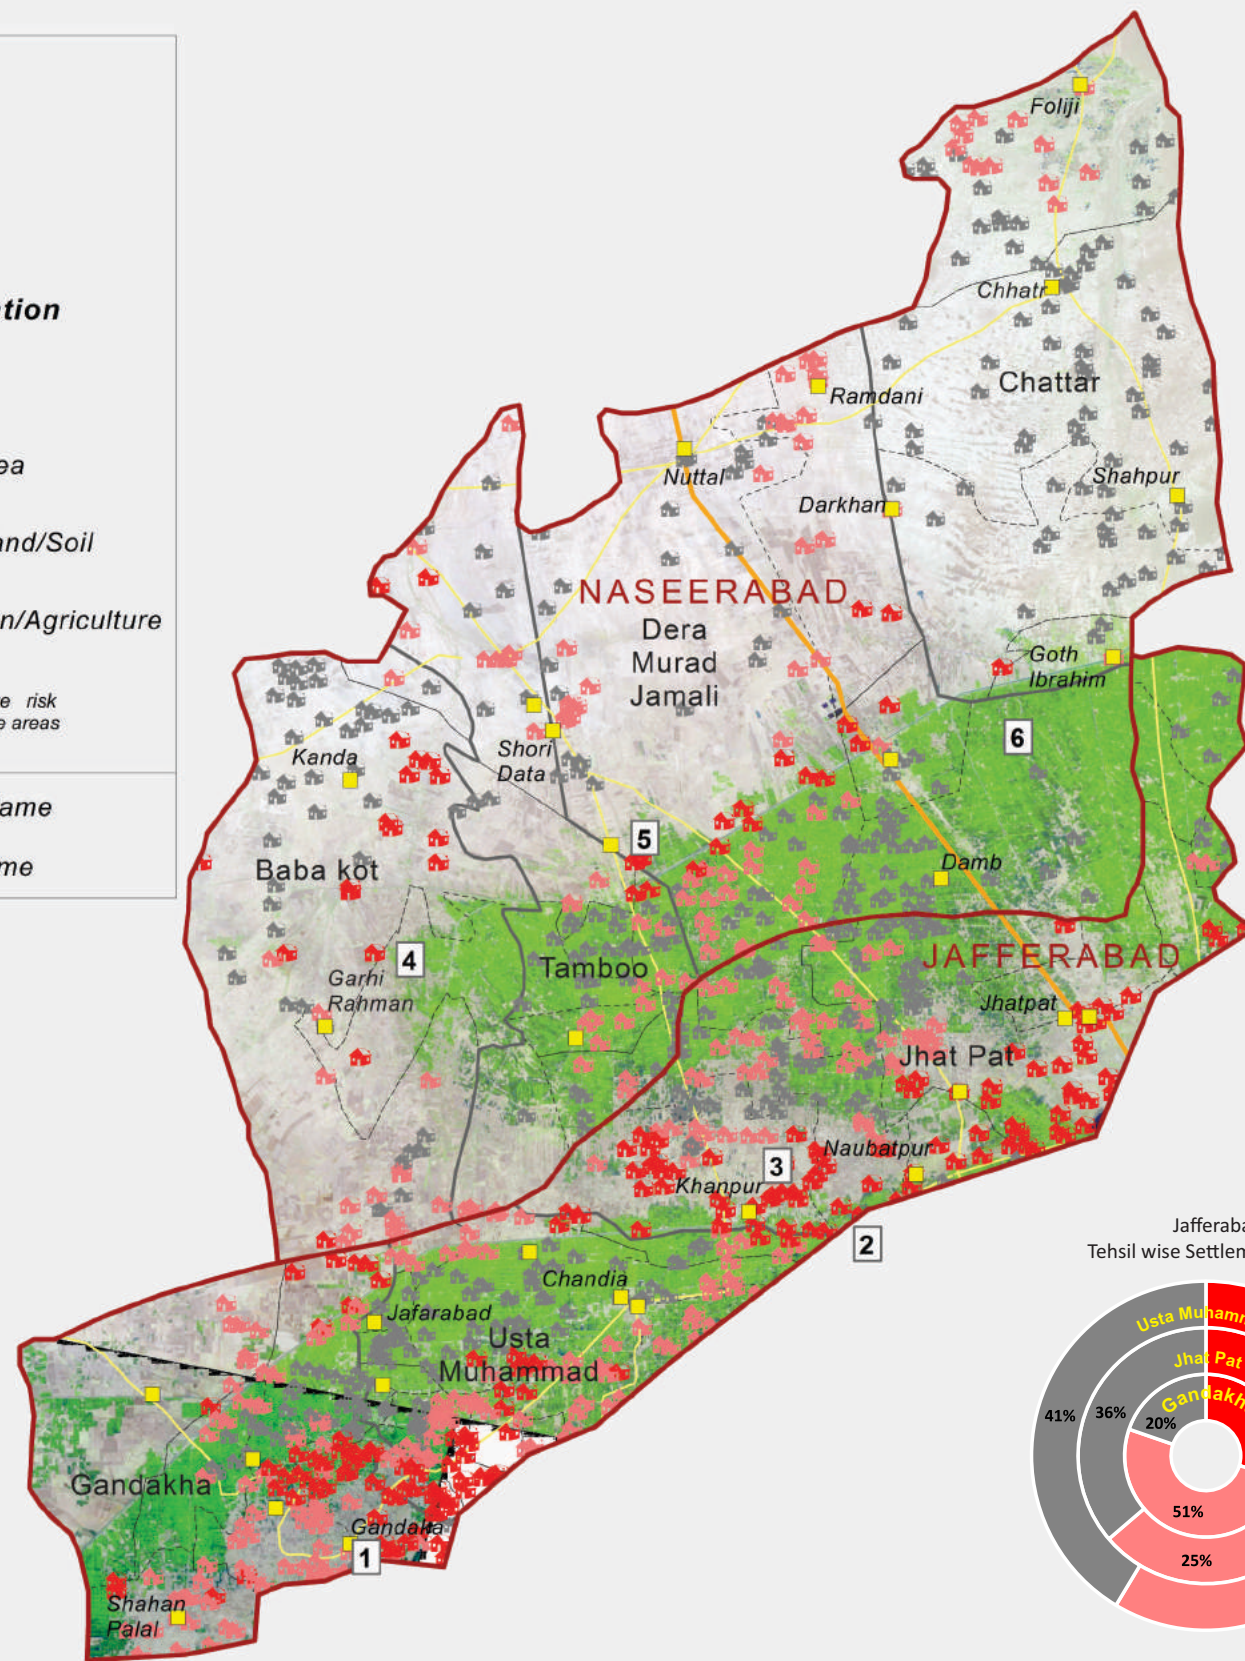 Foliji
Chhatr
Chattar
Ramdani
Nuttal
Shahpur
Darkhan
NASEERABAD
Dera
Murad
Jamali
Goth
Ibrahim
6
Kanda
Shori
Data
5
Damb
Baba kot
4
Tamboo
JAFFERABAD
Garhi
Rahman
Jhatpat
Jhat Pat
Naubatpur
3
Khanpur
2
Chandia
Jafarabad
Usta
Muhammad
Gandakha
Gandaka
1
Shahan
Palal
tion
ea
and/Soil
n/Agriculture
e risk
e areas
ame
me
Jafferaba
Tehsil wise Settlem
Usta Muhamm
Jhat Pat
Gandakh
41%
36%
20%
51%
25%